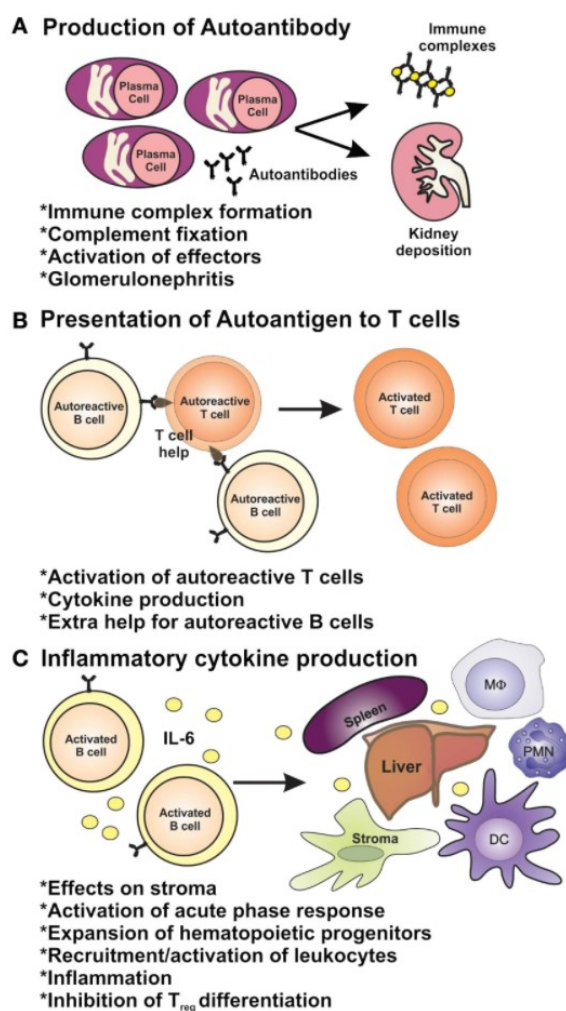 A Production of Autoantibody
Immune
complexes
Plasma
Cell
Plasma
Cell
Plasma
Cell
Autoantibodies
Kidney
deposition
*Immune complex formation
*Complement fixation
*Activation of effectors
*Glomerulonephritis
B Presentation of Autoantigen to T cells
Autoreactive
B cell
Autoreactive
T cell
T cell
help
Autoreactive
B cell
Activated
T cell
Activated
T cell
*Activation of autoreactive T cells
*Cytokine production
*Extra help for autoreactive B cells
C Inflammatory cytokine production
Activated
B cell
IL-6
Activated
B cell
Spleen
Liver
Stroma
MΦ
PMN
DC
*Effects on stroma
*Activation of acute phase response
*Expansion of hematopoietic progenitors
*Recruitment/activation of leukocytes
*Inflammation
*Inhibition of Treg differentiation